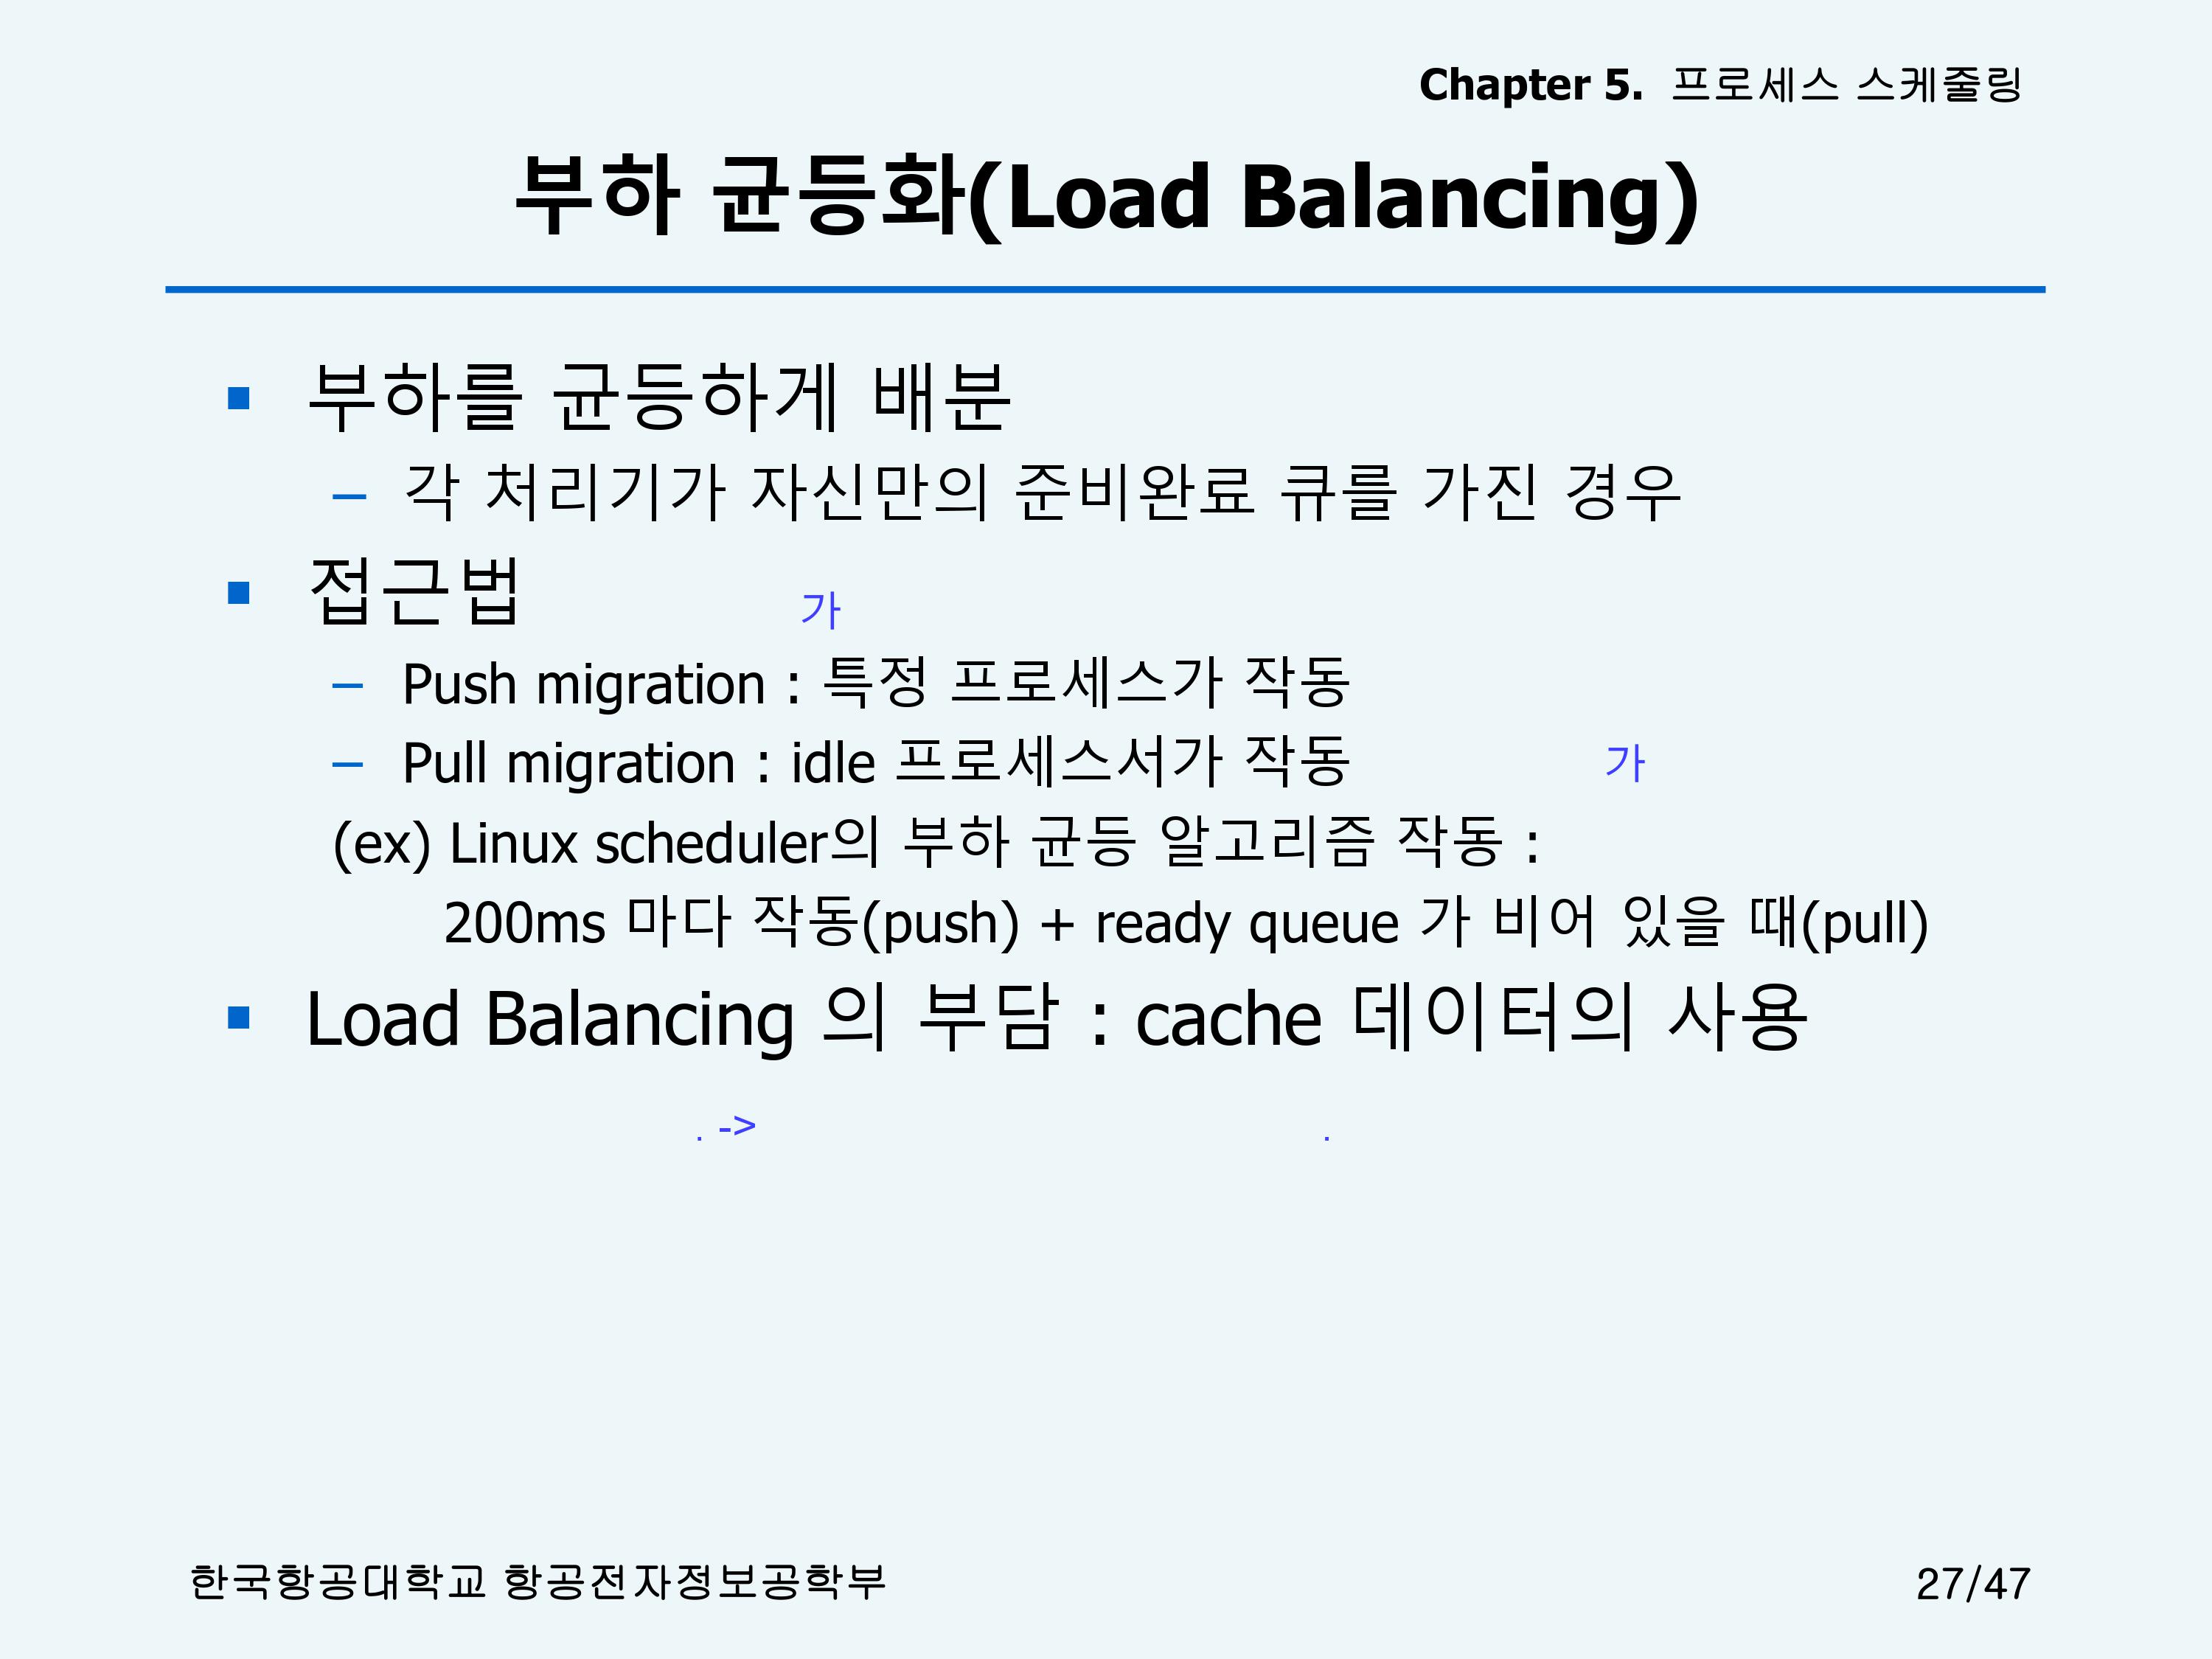 Chapter 5. 프로세스 스케줄링
부하 균등화(Load Balancing)
▪ 부하를 균등하게 배분
– 각 처리기가 자신만의 준비완료 큐를 가진 경우
▪ 접근법
가
– Push migration : 특정 프로세스가 작동
– Pull migration : idle 프로세스서가 작동
가
(ex) Linux scheduler의 부하 균등 알고리즘 작동 :
200ms 마다 작동(push) + ready queue 가 비어 있을 때(pull)
▪ Load Balancing 의 부담 : cache 데이터의 사용
. -> .
한국항공대학교 항공전자정보공학부
27/47